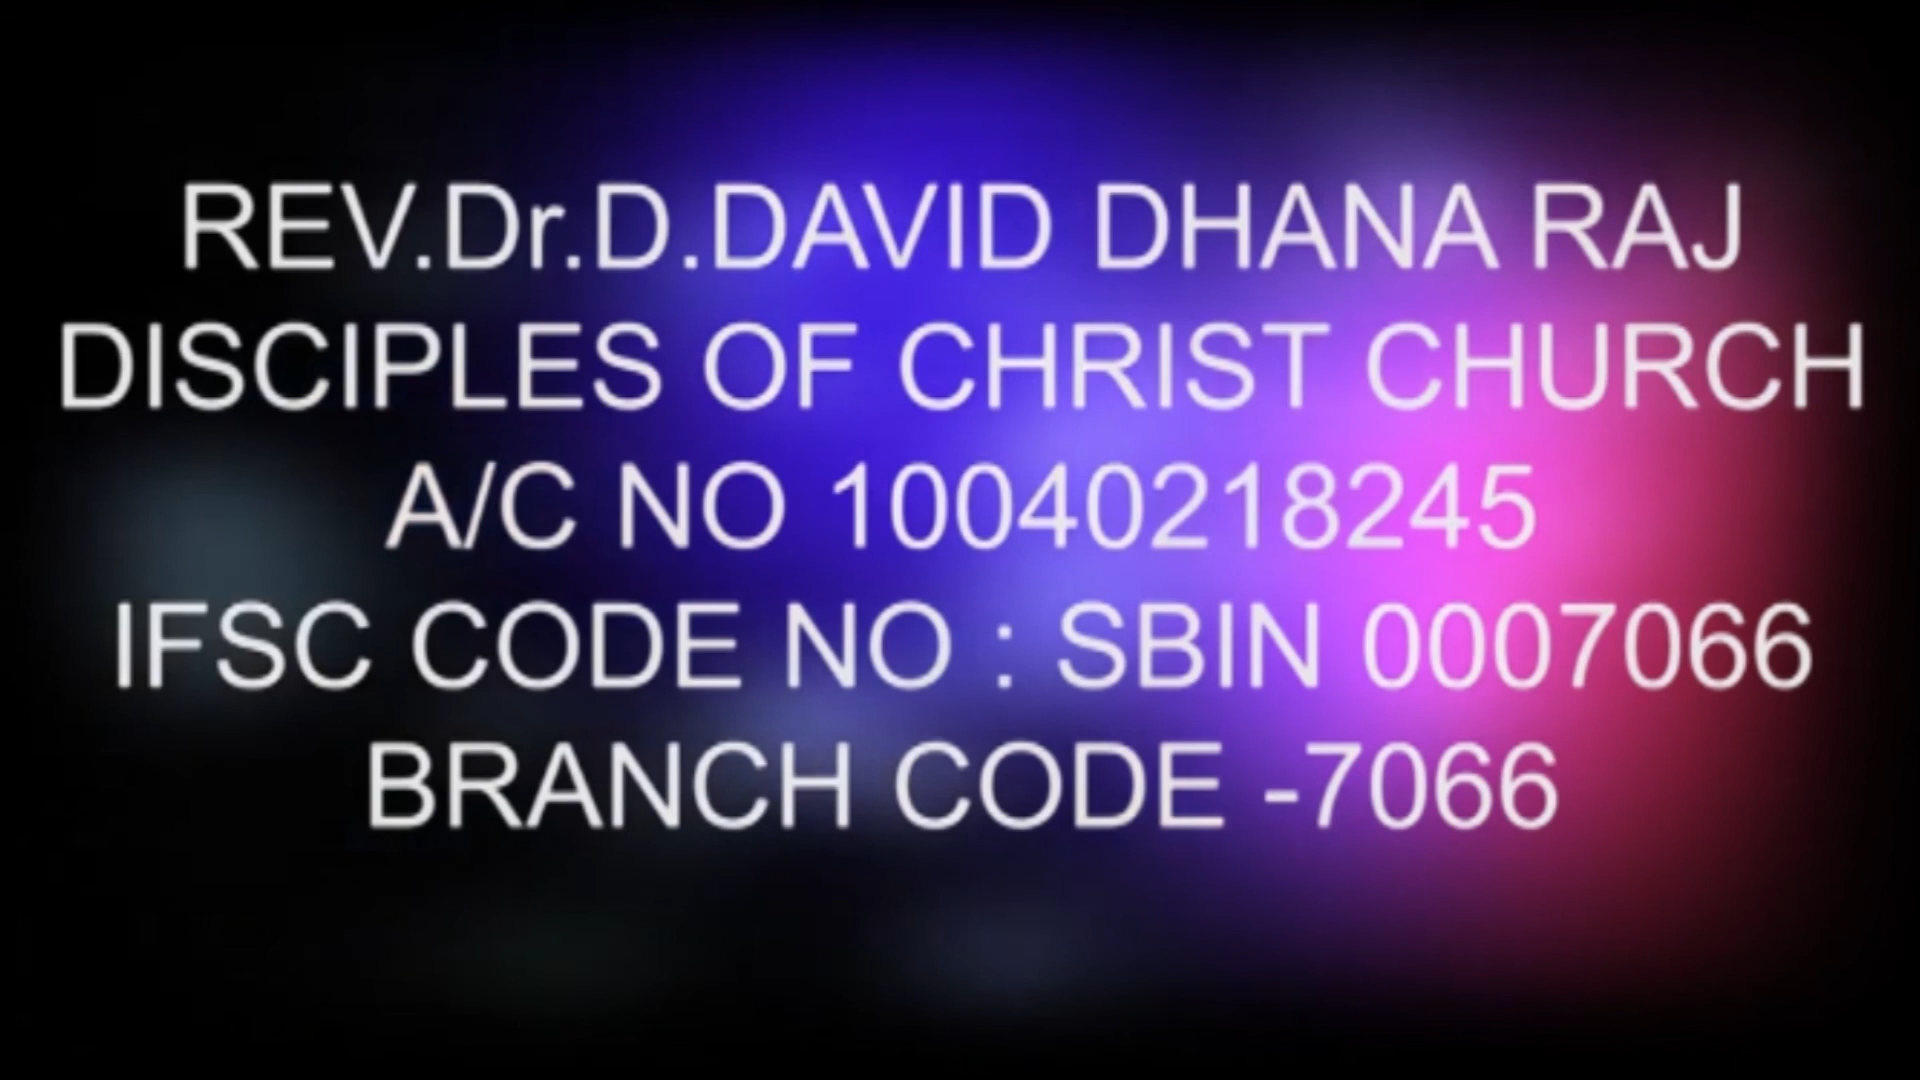 REV.Dr.D.DAVID DHANA RAJ
DISCIPLES OF CHRIST CHURCH
A/C NO 10040218245
IFSC CODE NO : SBIN 0007066
BRANCH CODE -7066